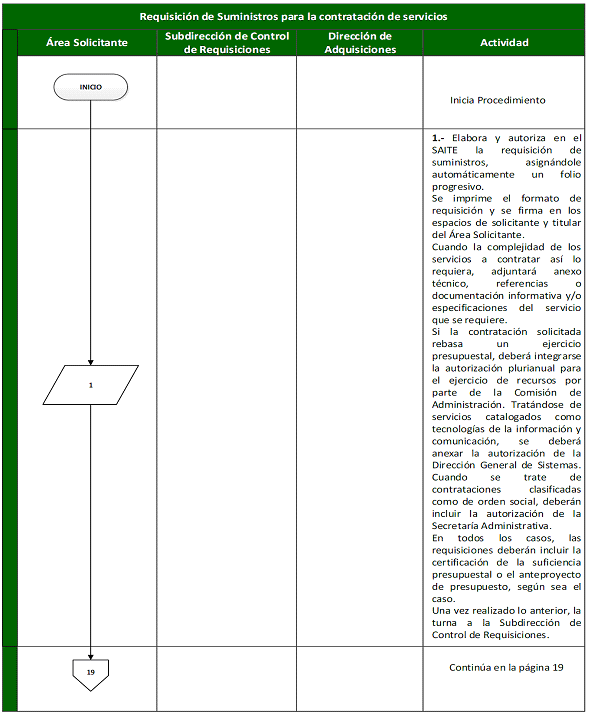 Requisición de Suministros para la contratación de servicios
Área Solicitante
Subdirección de Control
de Requisiciones
Dirección de
Adquisiciones
Actividad
INICIO
Inicia Procedimiento
1.- Elabora y autoriza en el
SAITE la requisición de
suministros, asignándole
automáticamente un folio
progresivo.
Se imprime el formato de
requisición y se firma en los
espacios de solicitante y titular
del Área Solicitante.
Cuando la complejidad de los
servicios a contratar así lo
requiera, adjuntará anexo
técnico, referencias o
documentación informativa y/o
especificaciones del servicio
que se requiere.
Si la contratación solicitada
rebasa un ejercicio
presupuestal, deberá integrarse
la autorización plurianual para
el ejercicio de recursos por
parte de la Comisión de
Administración. Tratándose de
servicios catalogados como
tecnologías de la información y
comunicación, se deberá
anexar la autorización de la
Dirección General de Sistemas.
Cuando se trate de
contrataciones clasificadas
como de orden social, deberán
incluir la autorización de la
Secretaría Administrativa.
En todos los casos, las
requisiciones deberán incluir la
certificación de la suficiencia
presupuestal o el anteproyecto
de presupuesto, según sea el
caso.
Una vez realizado lo anterior, la
turna a la Subdirección de
Control de Requisiciones.
1
19
Continúa en la página 19